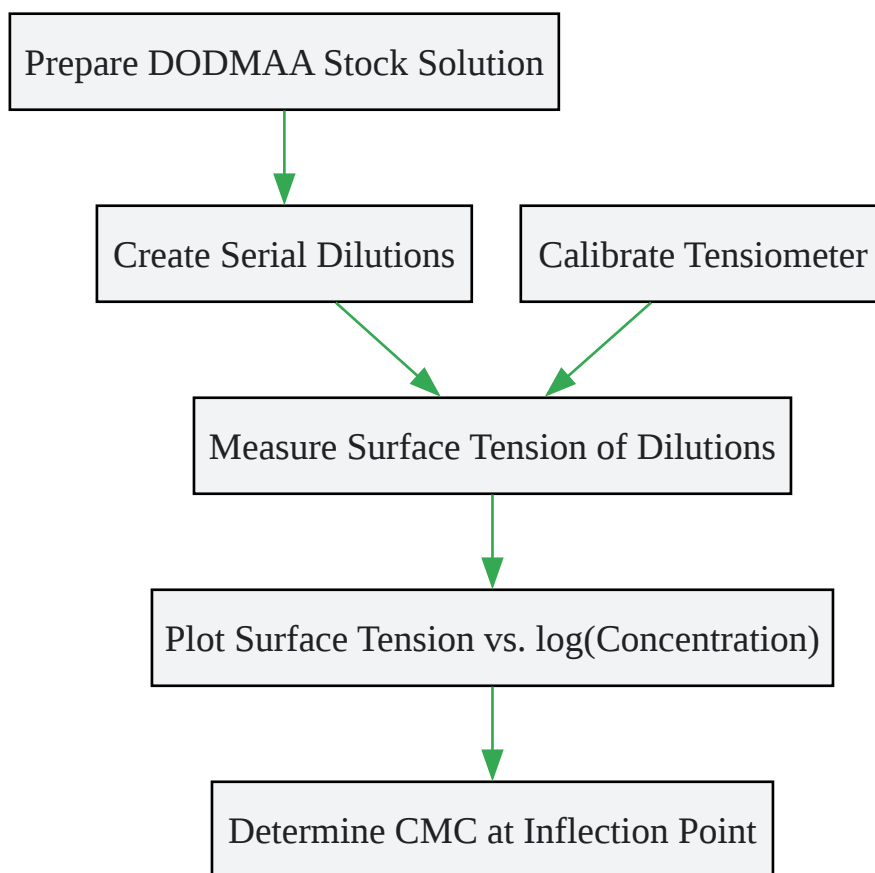 Prepare DODMAA Stock Solution
Create Serial Dilutions
Calibrate Tensiometer
Measure Surface Tension of Dilutions
Plot Surface Tension vs. log(Concentration)
Determine CMC at Inflection Point